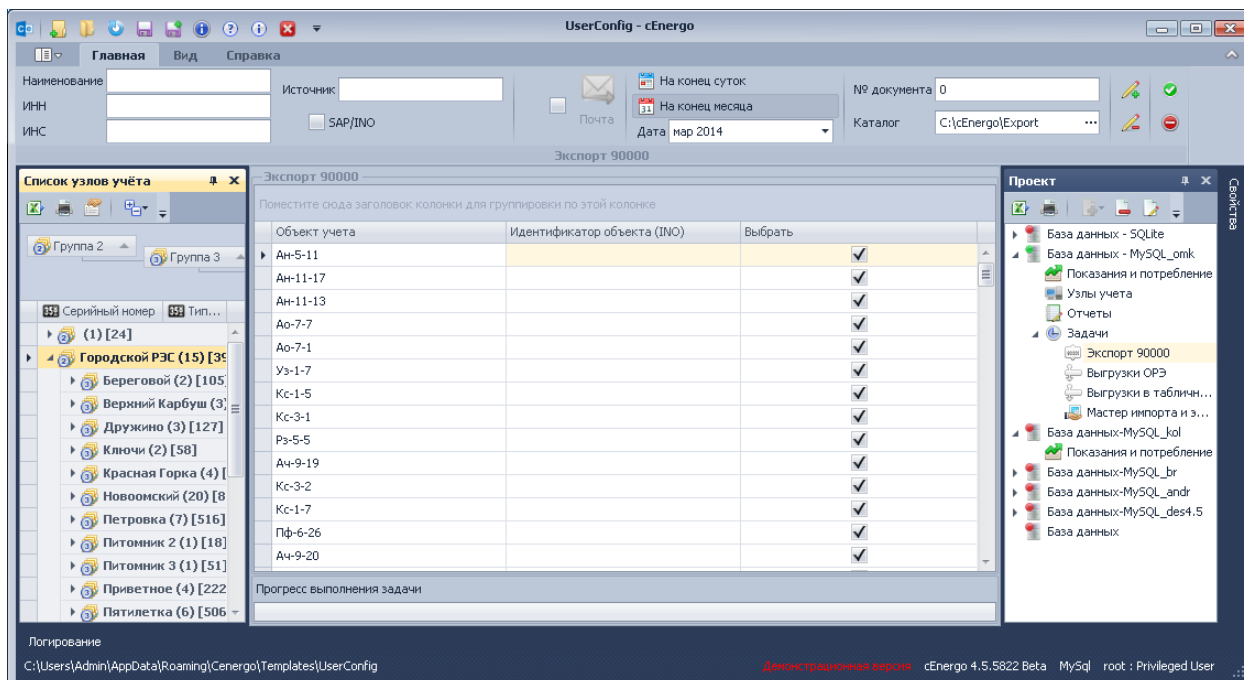 UserConfig - cEnergo
Главная Вид Справка
Наименование
ИНН
ИНС
Источник
SAP/INO
Почта
На конец суток
31 На конец месяца
Дата мар 2014
№ документа 0
Каталог C:\cEnergo\Export ...
Экспорт 90000
Список узлов учёта
Группа 2
Группа 3
Серийный номер Тип...
(1) [24]
Городской РЭС (15) [39
Береговой (2) [105]
Верхний Карбуш (3)
Дружино (3) [127]
Ключи (2) [58]
Красная Горка (4) [
Новоомский (20) [8
Петровка (7) [516]
Питомник 2 (1) [18]
Питомник 3 (1) [51]
Приветное (4) [222
Пятилетка (6) [506
Экспорт 90000
Поместите сюда заголовок колонки для группировки по этой колонке
Объект учета Идентификатор объекта (INO) Выбрать
Ан-5-11
Ан-11-17
Ан-11-13
Ао-7-7
Ао-7-1
Уз-1-7
Кс-1-5
Кс-3-1
Рз-5-5
Ач-9-19
Кс-3-2
Кс-1-7
Пф-6-26
Ач-9-20
Прогресс выполнения задачи
Проект
База данных - SQLite
База данных - MySQL_omk
Показания и потребление
Узлы учета
Отчеты
Задачи
Экспорт 90000
Выгрузки ОРЭ
Выгрузки в табличн...
Мастер импорта и э...
База данных-MySQL_kol
Показания и потребление
База данных-MySQL_br
База данных-MySQL_andr
База данных-MySQL_des4.5
База данных
Свойства
Логирование
C:\Users\Admin\AppData\Roaming\Cenergo\Templates\UserConfig
Демонстрационная версия cEnergo 4.5.5822 Beta MySql root : Privileged User